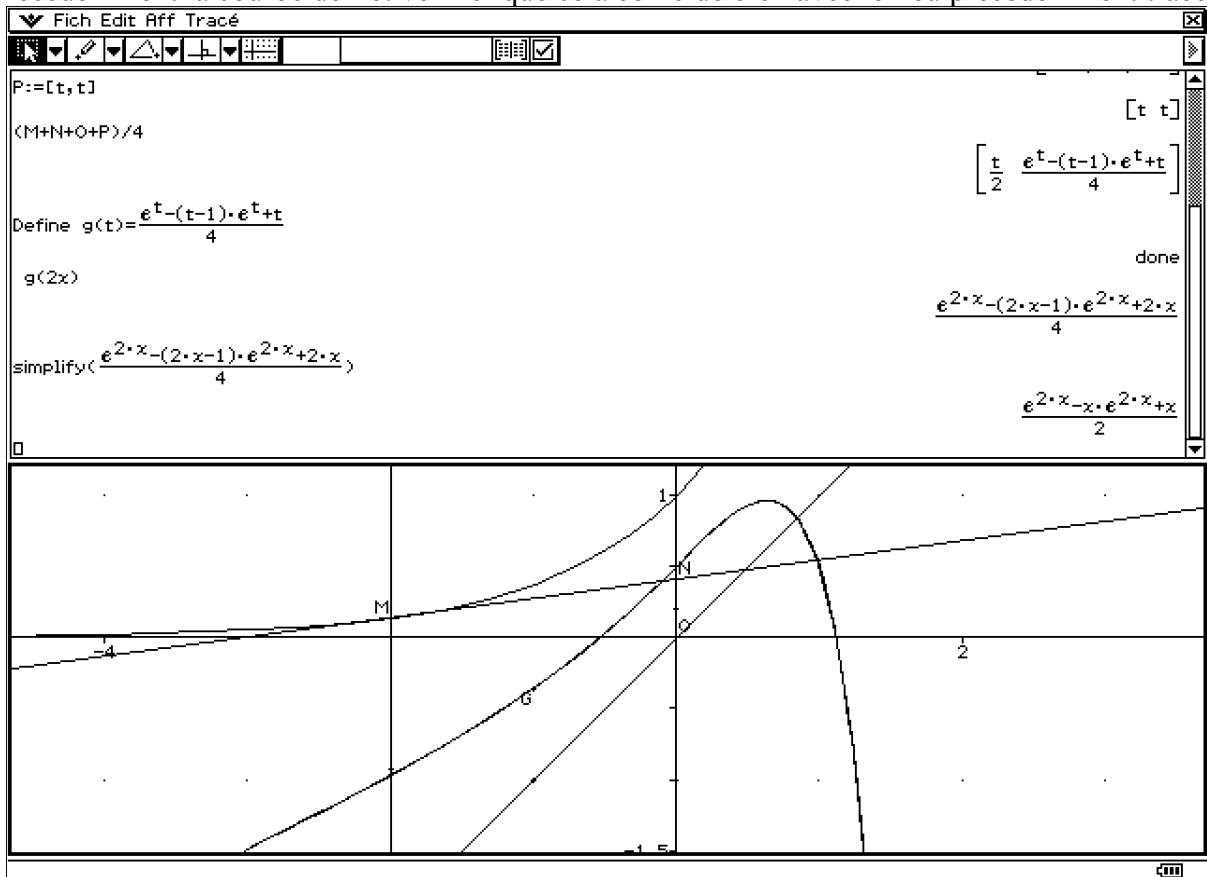 Fich Edit Aff Tracé
P:=[t,t]
[t t]
(M+N+O+P)/4
[t/2 (e^t-(t-1)·e^t+t)/4]
Define g(t)=(e^t-(t-1)·e^t+t)/4
done
g(2x)
(e^(2·x)-(2·x-1)·e^(2·x)+2·x)/4
simplify((e^(2·x)-(2·x-1)·e^(2·x)+2·x)/4)
(e^(2·x)-x·e^(2·x)+x)/2
1
M
N
O
-4
2
G
-1.5